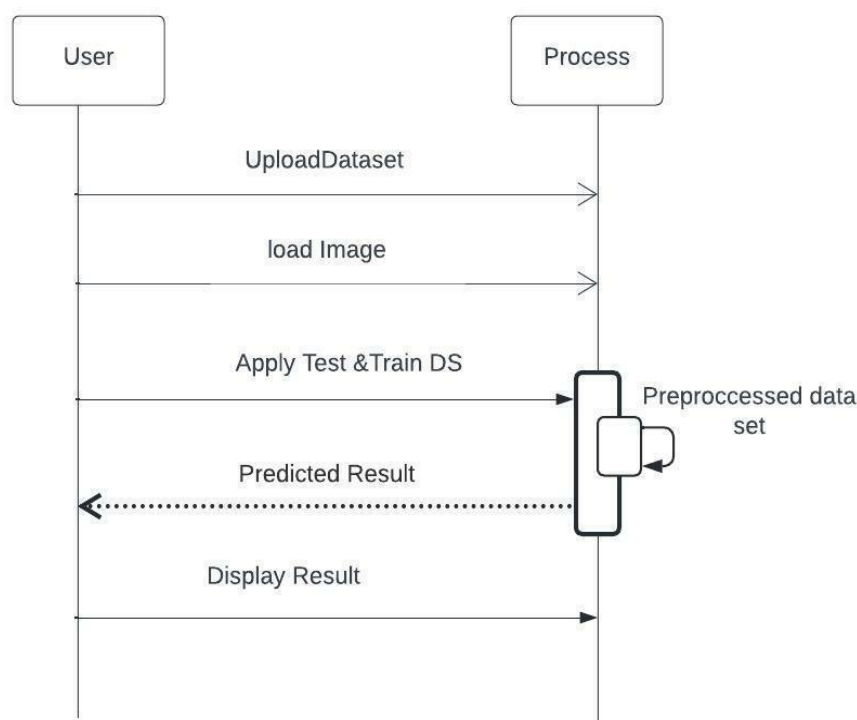 User
Process
UploadDataset
load Image
Apply Test &Train DS
Preproccessed data
set
Predicted Result
Display Result